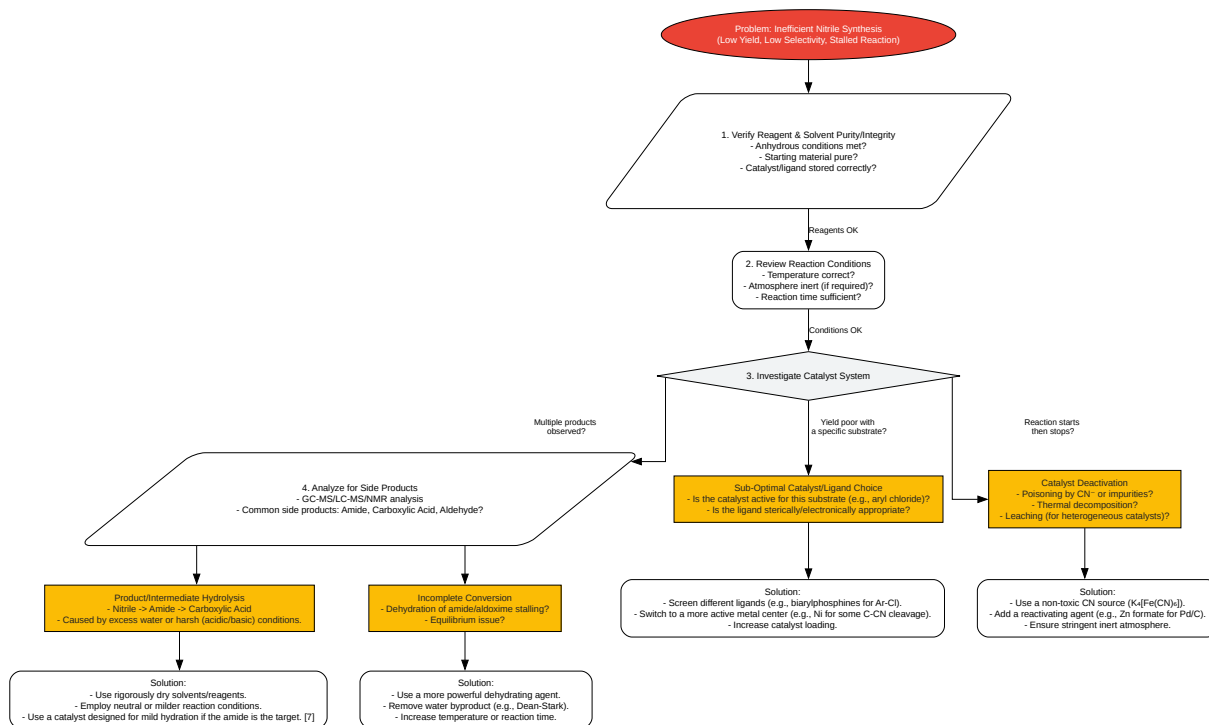 Problem: Inefficient Nitrile Synthesis
(Low Yield, Low Selectivity, Stalled Reaction)
1. Verify Reagent & Solvent Purity/Integrity
- Anhydrous conditions met?
- Starting material pure?
- Catalyst/ligand stored correctly?
Reagents OK
2. Review Reaction Conditions
- Temperature correct?
- Atmosphere inert (if required)?
- Reaction time sufficient?
Conditions OK
3. Investigate Catalyst System
Multiple products
observed?
Yield poor with
a specific substrate?
Reaction starts
then stops?
4. Analyze for Side Products
- GC-MS/LC-MS/NMR analysis
- Common side products: Amide, Carboxylic Acid, Aldehyde?
Sub-Optimal Catalyst/Ligand Choice
- Is the catalyst active for this substrate (e.g., aryl chloride)?
- Is the ligand sterically/electronically appropriate?
Catalyst Deactivation
- Poisoning by CN⁻ or impurities?
- Thermal decomposition?
- Leaching (for heterogeneous catalysts)?
Product/Intermediate Hydrolysis
- Nitrile -> Amide -> Carboxylic Acid
- Caused by excess water or harsh (acidic/basic) conditions.
Incomplete Conversion
- Dehydration of amide/aldoxime stalling?
- Equilibrium issue?
Solution:
- Screen different ligands (e.g., biarylphosphines for Ar-Cl).
- Switch to a more active metal center (e.g., Ni for some C-CN cleavage).
- Increase catalyst loading.
Solution:
- Use a non-toxic CN source (K₄[Fe(CN)₆]).
- Add a reactivating agent (e.g., Zn formate for Pd/C).
- Ensure stringent inert atmosphere.
Solution:
- Use rigorously dry solvents/reagents.
- Employ neutral or milder reaction conditions.
- Use a catalyst designed for mild hydration if the amide is the target. [7]
Solution:
- Use a more powerful dehydrating agent.
- Remove water byproduct (e.g., Dean-Stark).
- Increase temperature or reaction time.